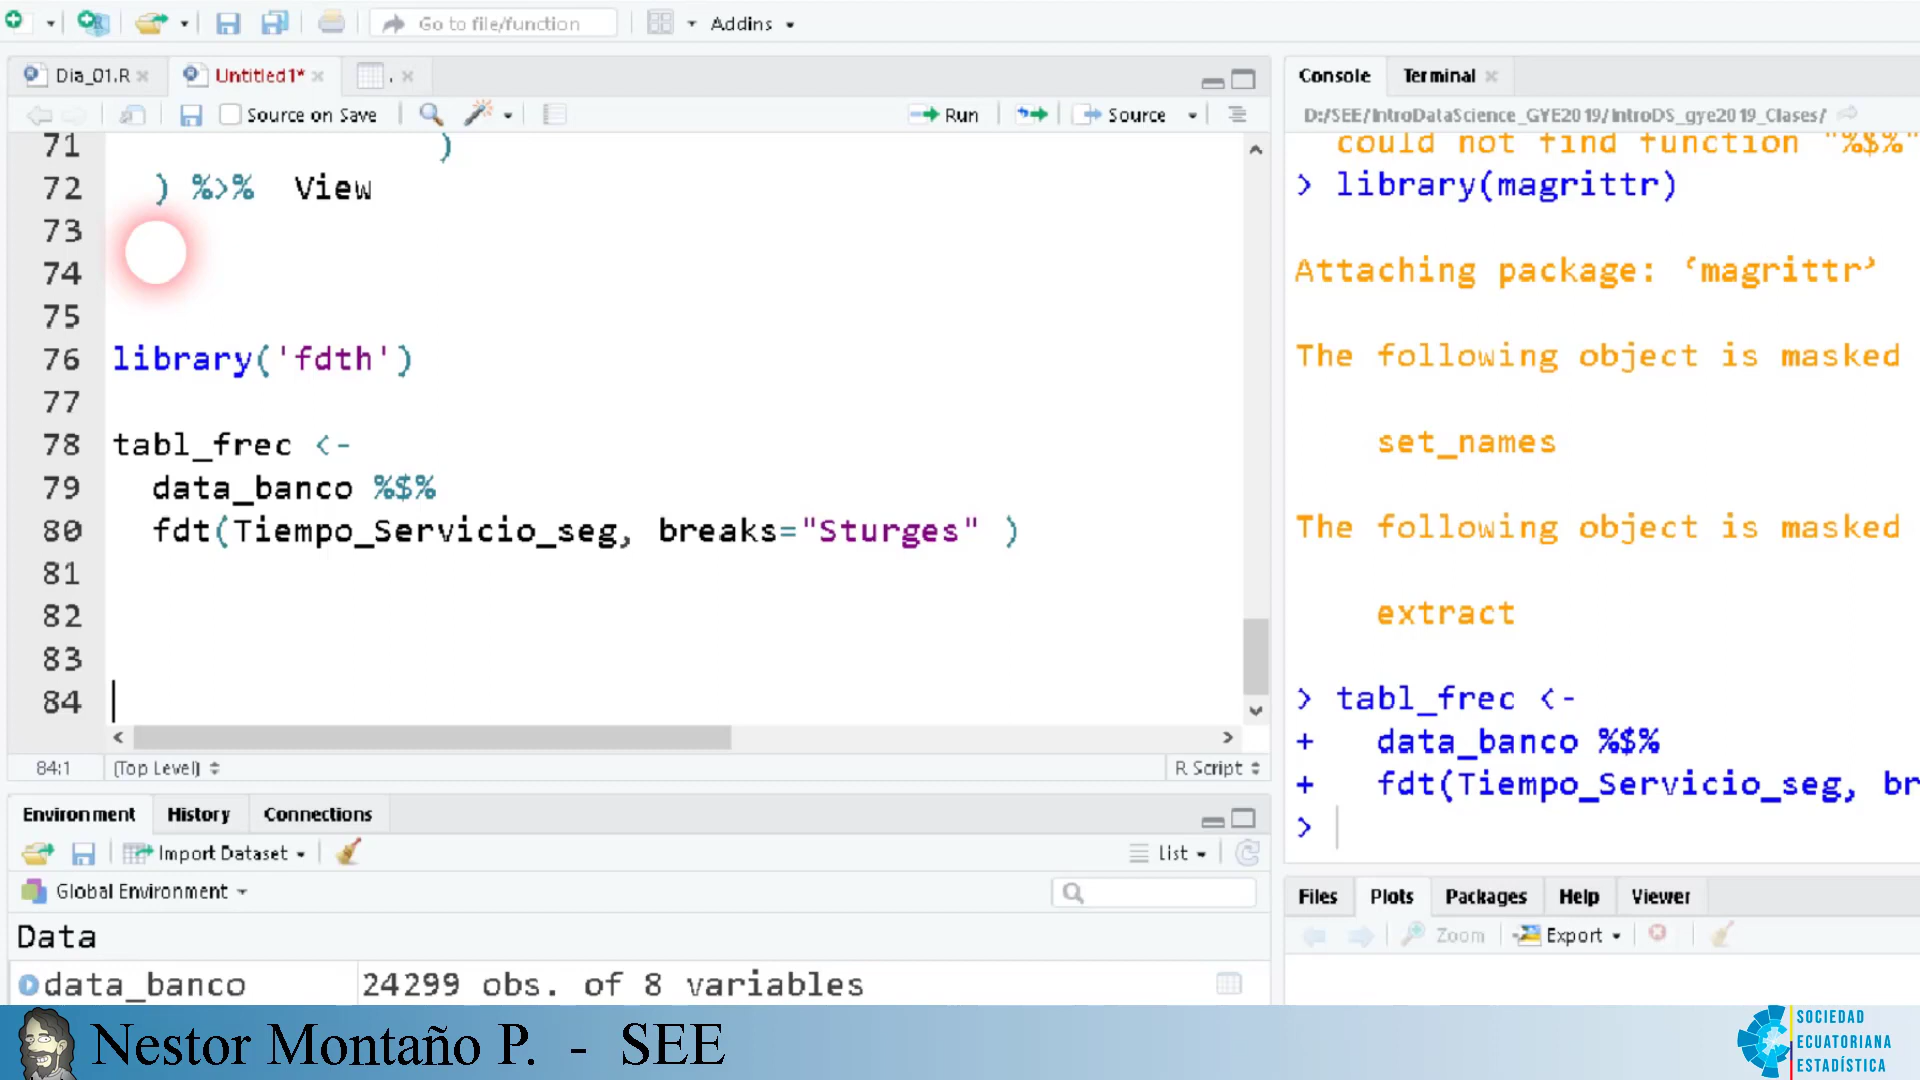 Go to file/function
Addins
Dia_01.R
Untitled1*
.
Source on Save
Run
Source
71 )
72 ) %>% View
73
74
75
76 library('fdth')
77
78 tabl_frec <-
79 data_banco %$%
80 fdt(Tiempo_Servicio_seg, breaks="Sturges" )
81
82
83
84
84:1
(Top Level)
R Script
Environment
History
Connections
Import Dataset
List
Global Environment
Data
data_banco
24299 obs. of 8 variables
Console
Terminal
D:/SEE/IntroDataScience_GYE2019/IntroDS_gye2019_Clases/
could not find function "%$%"
> library(magrittr)
Attaching package: ‘magrittr’
The following object is masked
set_names
The following object is masked
extract
> tabl_frec <-
+ data_banco %$%
+ fdt(Tiempo_Servicio_seg, br
>
Files
Plots
Packages
Help
Viewer
Zoom
Export
Nestor Montaño P. - SEE
SOCIEDAD
ECUATORIANA
ESTADÍSTICA